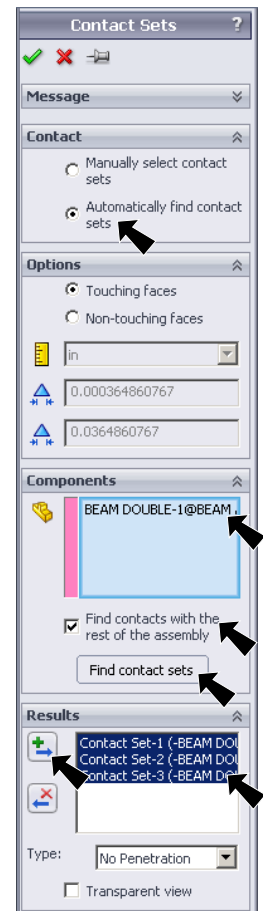 Contact Sets ?
Message
Contact
Manually select contact
sets
Automatically find contact
sets
Options
Touching faces
Non-touching faces
in
0.000364860767
0.0364860767
Components
BEAM DOUBLE-1@BEAM
Find contacts with the
rest of the assembly
Find contact sets
Results
Contact Set-1 (-BEAM DOU
Contact Set-2 (-BEAM DOU
Contact Set-3 (-BEAM DO
Type:
No Penetration
Transparent view